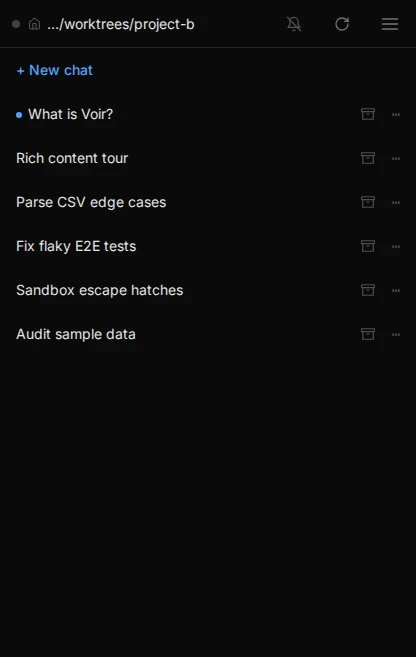 .../worktrees/project-b
+ New chat
What is Voir?
Rich content tour
Parse CSV edge cases
Fix flaky E2E tests
Sandbox escape hatches
Audit sample data